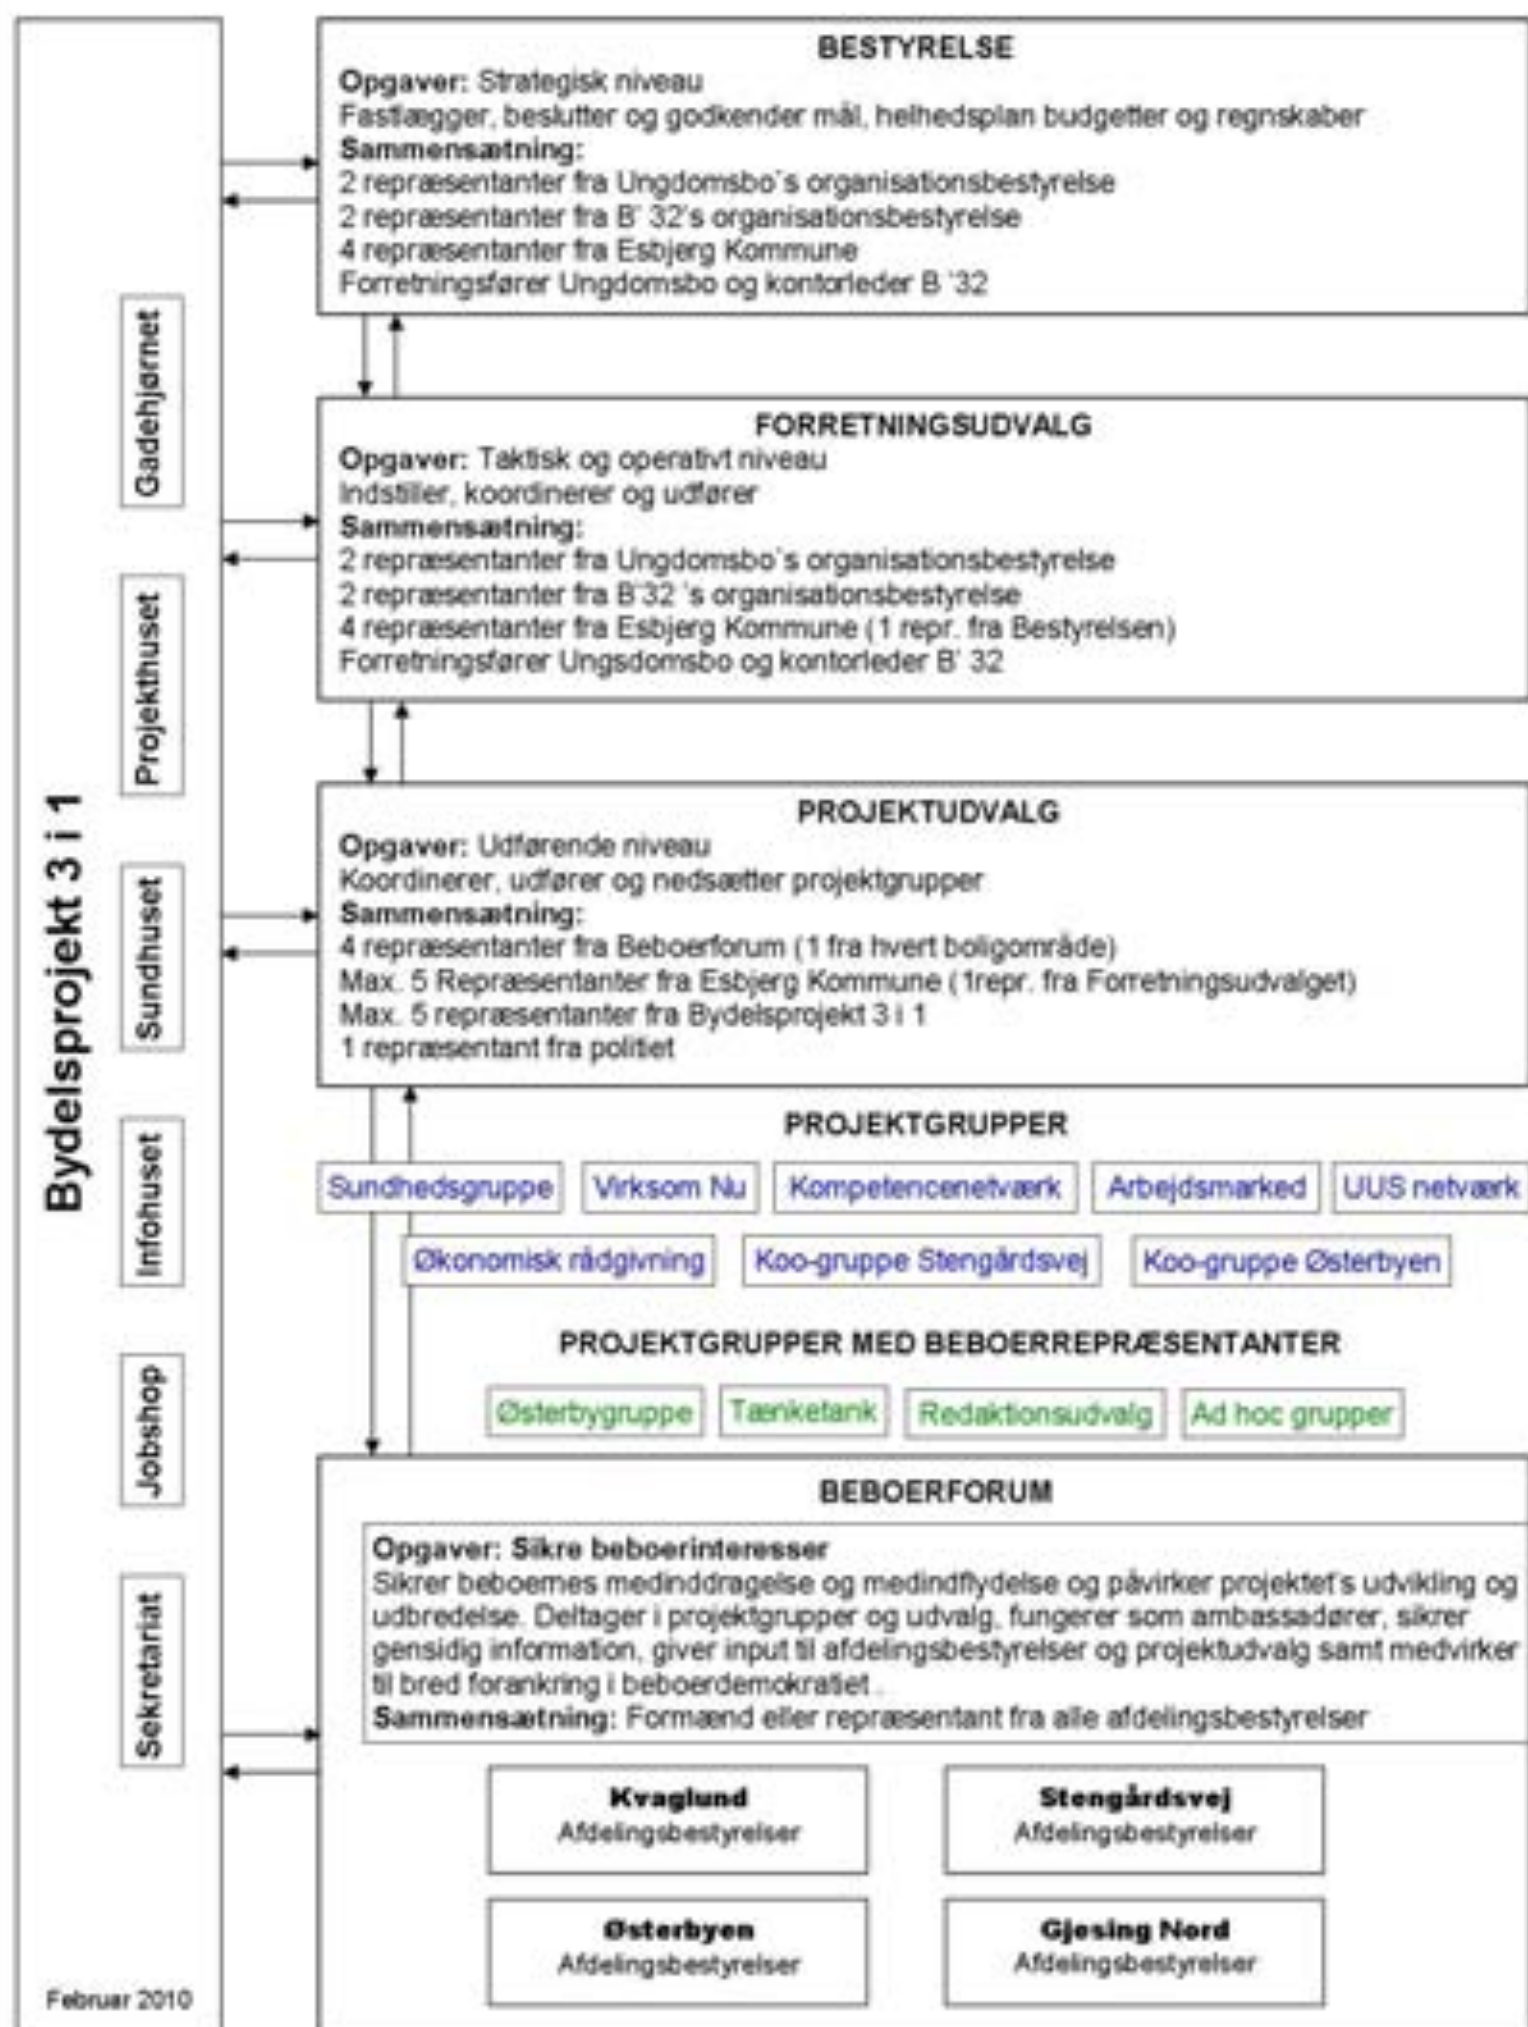 Bydelsprojekt 3 i 1
Gadehjørnet
Projekthuset
Sundhuset
Infohuset
Jobshop
Sekretariat
Februar 2010
BESTYRELSE
Opgaver: Strategisk niveau
Fastlægger, beslutter og godkender mål, helhedsplan budgetter og regnskaber
Sammensætning:
2 repræsentanter fra Ungdomsbo´s organisationsbestyrelse
2 repræsentanter fra B' 32's organisationsbestyrelse
4 repræsentanter fra Esbjerg Kommune
Forretningsfører Ungdomsbo og kontorleder B '32
FORRETNINGSUDVALG
Opgaver: Taktisk og operativt niveau
Indstiller, koordinerer og udfører
Sammensætning:
2 repræsentanter fra Ungdomsbo´s organisationsbestyrelse
2 repræsentanter fra B'32 's organisationsbestyrelse
4 repræsentanter fra Esbjerg Kommune (1 repr. fra Bestyrelsen)
Forretningsfører Ungsdomsbo og kontorleder B' 32
PROJEKTUDVALG
Opgaver: Udførende niveau
Koordinerer, udfører og nedsætter projektgrupper
Sammensætning:
4 repræsentanter fra Beboerforum (1 fra hvert boligområde)
Max. 5 Repræsentanter fra Esbjerg Kommune (1repr. fra Forretningsudvalget)
Max. 5 repræsentanter fra Bydelsprojekt 3 i 1
1 repræsentant fra politiet
PROJEKTGRUPPER
Sundhedsgruppe Virksom Nu Kompetencenetværk Arbejdsmarked UUS netværk
Økonomisk rådgivning Koo-gruppe Stengårdsvej Koo-gruppe Østerbyen
PROJEKTGRUPPER MED BEBOERREPRÆSENTANTER
Østerbygruppe Tænketank Redaktionsudvalg Ad hoc grupper
BEBOERFORUM
Opgaver: Sikre beboerinteresser
Sikrer beboernes medinddragelse og medindflydelse og påvirker projektet's udvikling og
udbredelse. Deltager i projektgrupper og udvalg, fungerer som ambassadører, sikrer
gensidig information, giver input til afdelingsbestyrelser og projektudvalg samt medvirker
til bred forankring i beboerdemokratiet .
Sammensætning: Formænd eller repræsentant fra alle afdelingsbestyrelser
Kvaglund Stengårdsvej
Afdelingsbestyrelser Afdelingsbestyrelser
Østerbyen Gjesing Nord
Afdelingsbestyrelser Afdelingsbestyrelser